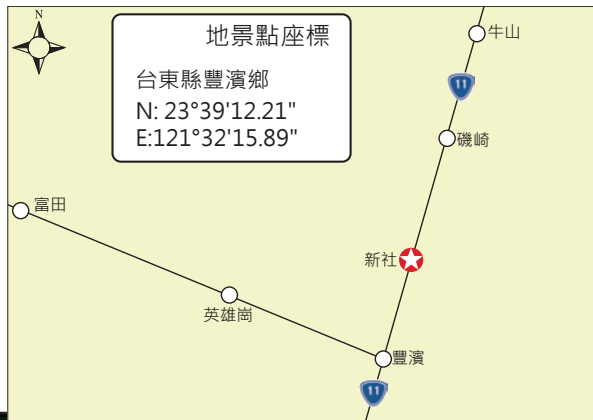 N
地景點座標
台東縣豐濱鄉
N: 23°39'12.21"
E:121°32'15.89"
牛山
11
磯崎
富田
新社
英雄崗
豐濱
11